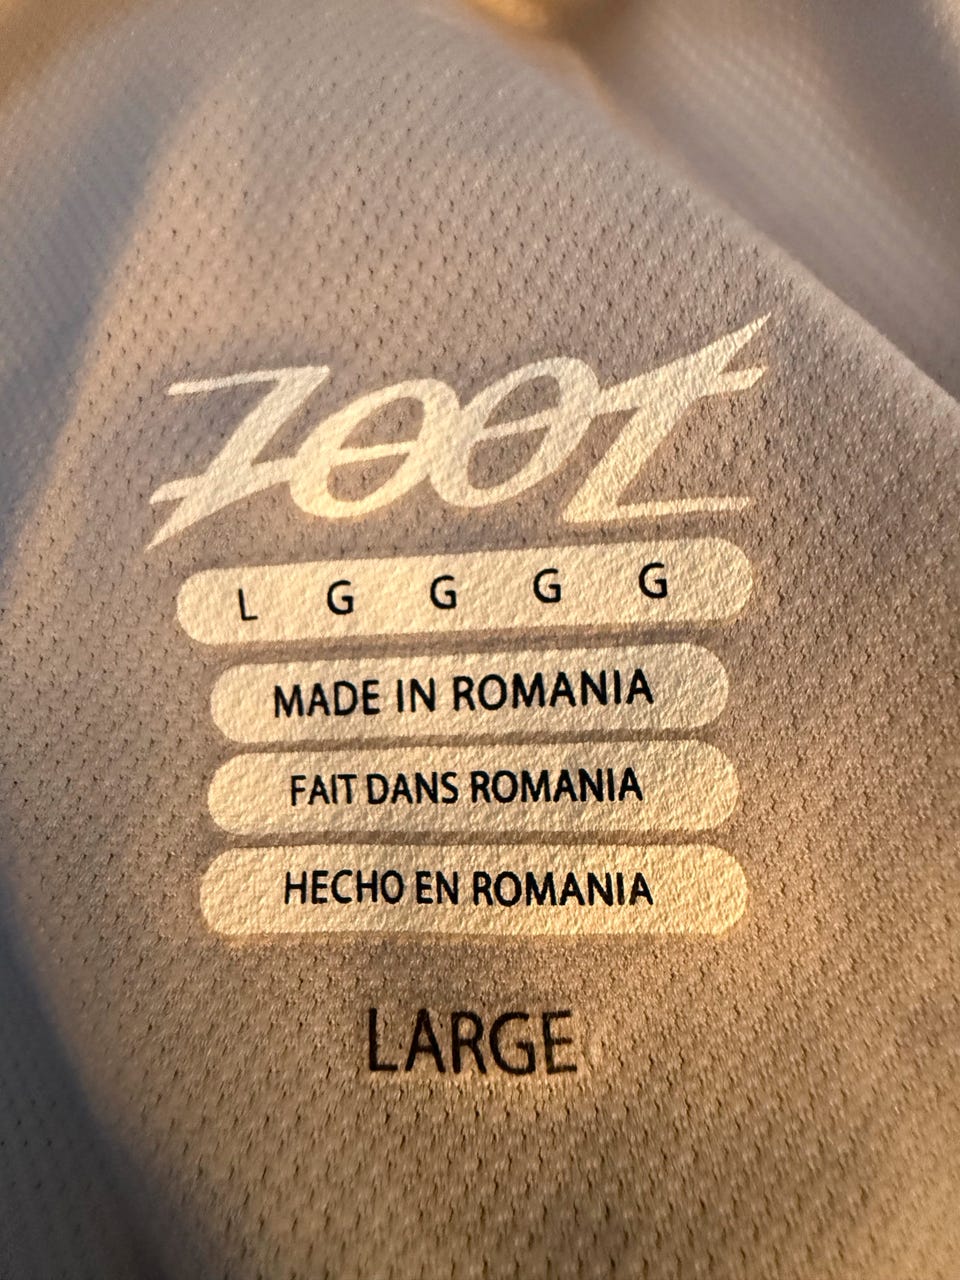 ZOOT
L G G G G
MADE IN ROMANIA
FAIT DANS ROMANIA
HECHO EN ROMANIA
LARGE